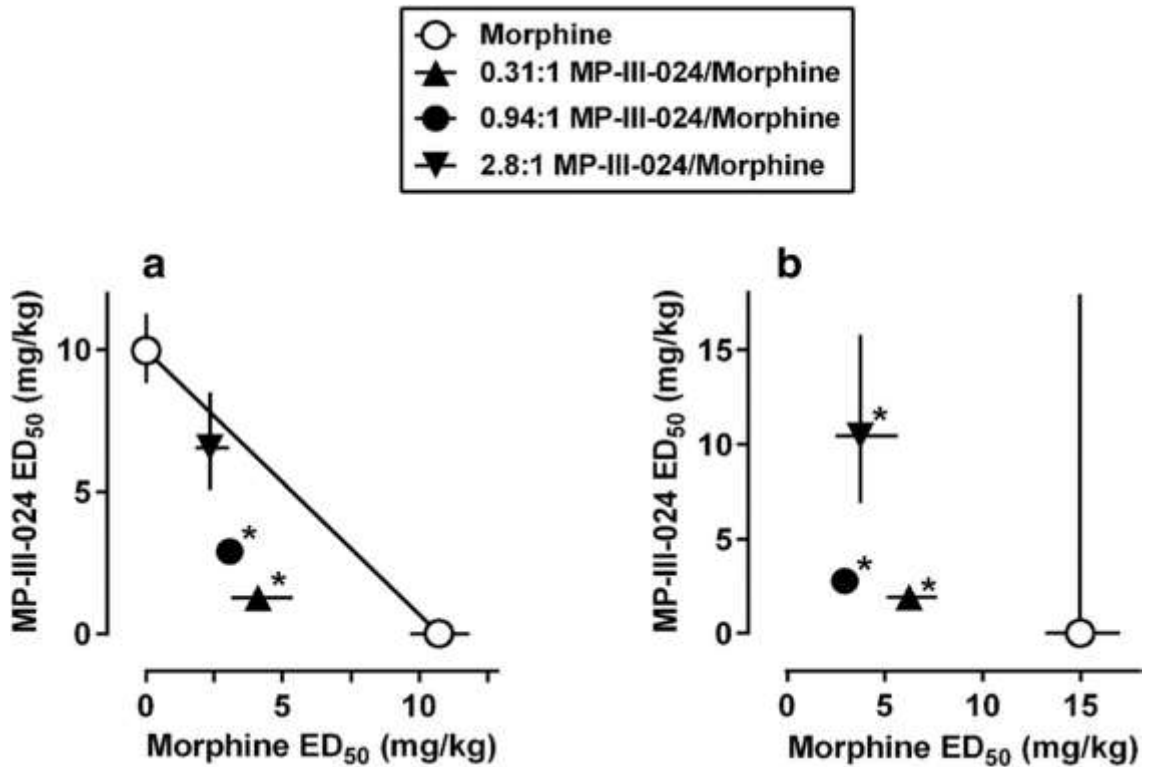 Morphine
0.31:1 MP-III-024/Morphine
0.94:1 MP-III-024/Morphine
2.8:1 MP-III-024/Morphine
a
MP-III-024 ED50 (mg/kg)
10
5
0
*
*
0 5 10
Morphine ED50 (mg/kg)
b
MP-III-024 ED50 (mg/kg)
15
10
5
0
*
*
*
0 5 10 15
Morphine ED50 (mg/kg)